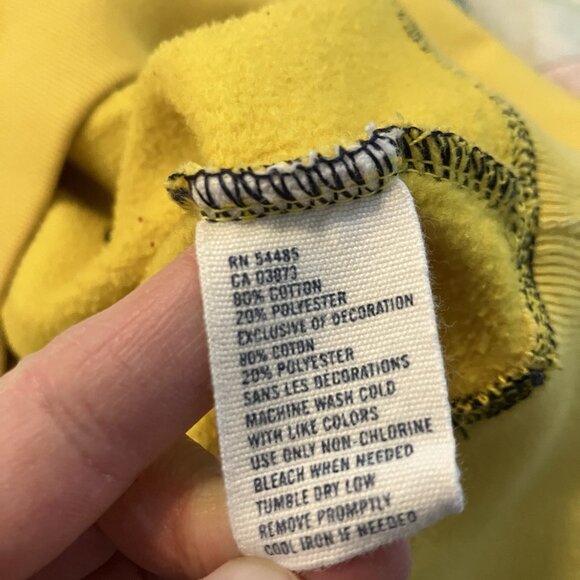 RN 54485
CA 03873
80% COTTON
20% POLYESTER
EXCLUSIVE OF DECORATION
80% COTON
20% POLYESTER
SANS LES DECORATIONS
MACHINE WASH COLD
WITH LIKE COLORS
USE ONLY NON-CHLORINE
BLEACH WHEN NEEDED
TUMBLE DRY LOW
REMOVE PROMPTLY
COOL IRON IF NEEDED